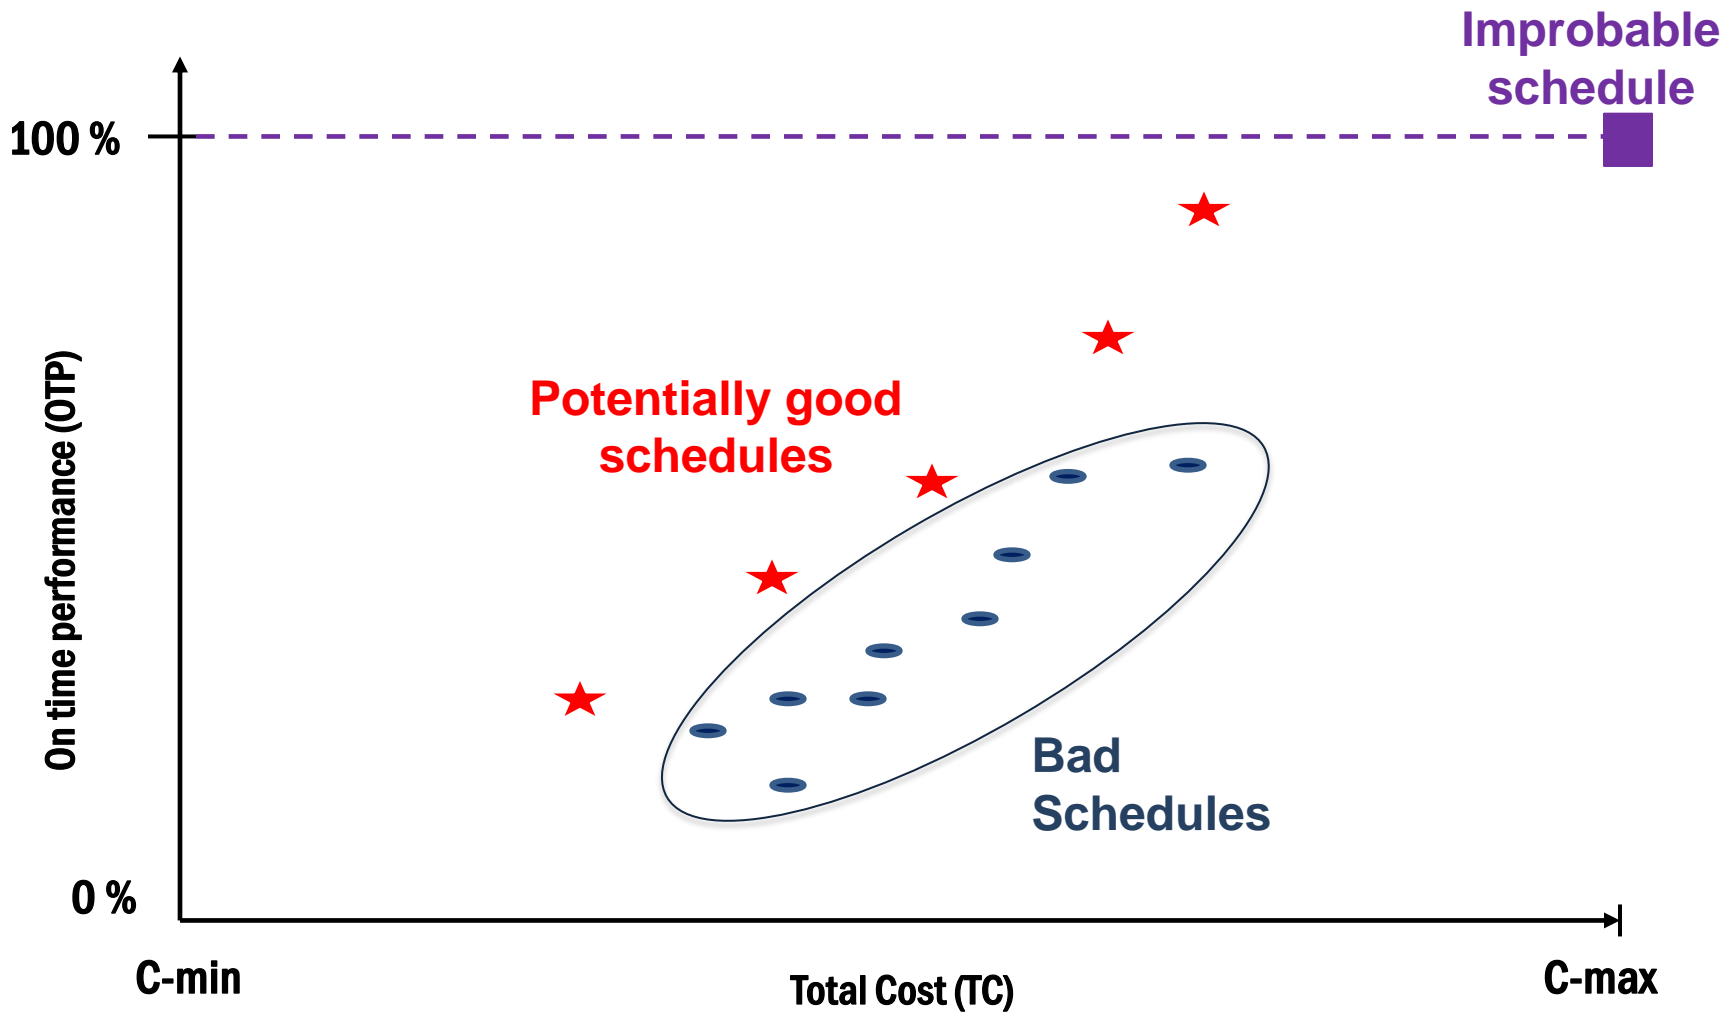 Improbable
schedule
100 %
Potentially good
schedules
On time performance (OTP)
Bad
Schedules
0 %
C-min
Total Cost (TC)
C-max